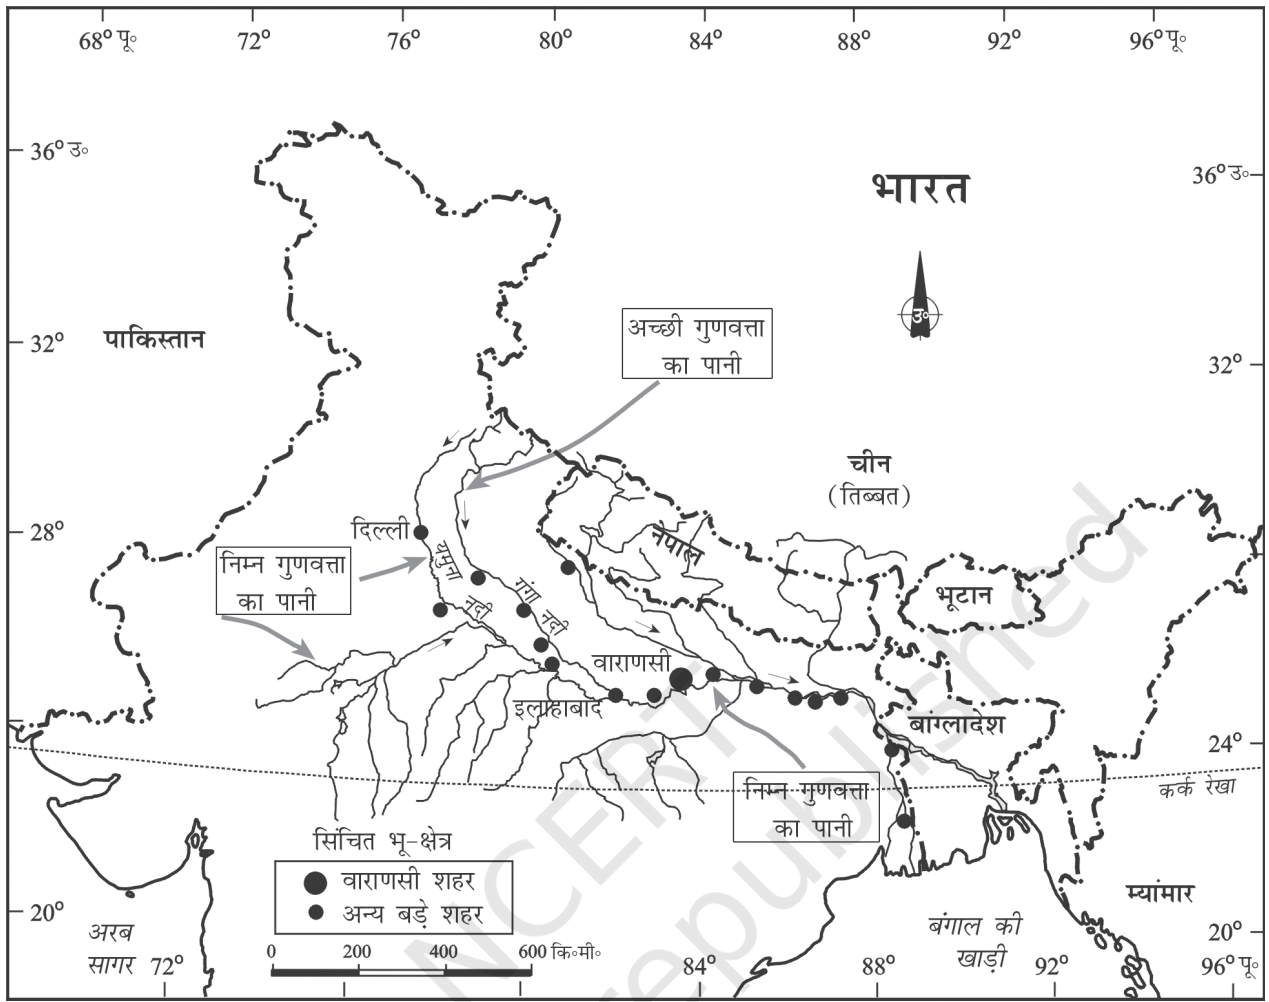 68° पू॰ 72° 76° 80° 84° 88° 92° 96° पू॰
36° उ॰
36° उ॰
भारत
उ॰
पाकिस्तान
32°
32°
अच्छी गुणवत्ता
का पानी
चीन
(तिब्बत)
28°
दिल्ली
यमुना
नदी
गंगा
नदी
नेपाल
भूटान
निम्न गुणवत्ता
का पानी
वाराणसी
इलाहाबाद
बांग्लादेश
24°
कर्क रेखा
निम्न गुणवत्ता
का पानी
सिंचित भू-क्षेत्र
वाराणसी शहर
अन्य बड़े शहर
0 200 400 600 कि॰मी॰
20°
20°
अरब
सागर
बंगाल की
खाड़ी
म्यांमार
72° 84° 88° 92° 96° पू॰
NCERT
republished